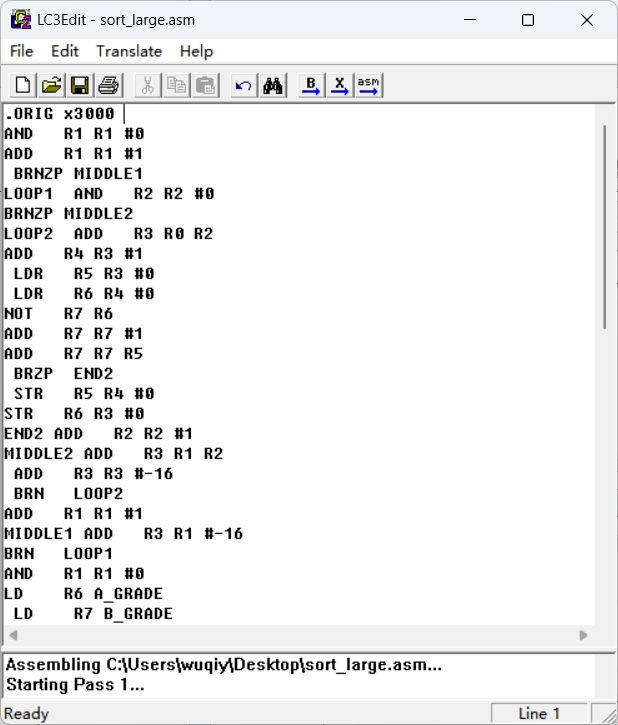 LC3Edit - sort_large.asm
File Edit Translate Help
B X asm
.ORIG x3000
AND R1 R1 #0
ADD R1 R1 #1
BRNZP MIDDLE1
LOOP1 AND R2 R2 #0
BRNZP MIDDLE2
LOOP2 ADD R3 R0 R2
ADD R4 R3 #1
LDR R5 R3 #0
LDR R6 R4 #0
NOT R7 R6
ADD R7 R7 #1
ADD R7 R7 R5
BRZP END2
STR R5 R4 #0
STR R6 R3 #0
END2 ADD R2 R2 #1
MIDDLE2 ADD R3 R1 R2
ADD R3 R3 #-16
BRN LOOP2
ADD R1 R1 #1
MIDDLE1 ADD R3 R1 #-16
BRN LOOP1
AND R1 R1 #0
LD R6 A_GRADE
LD R7 B_GRADE
Assembling C:\Users\wuqiy\Desktop\sort_large.asm...
Starting Pass 1...
Ready Line 1